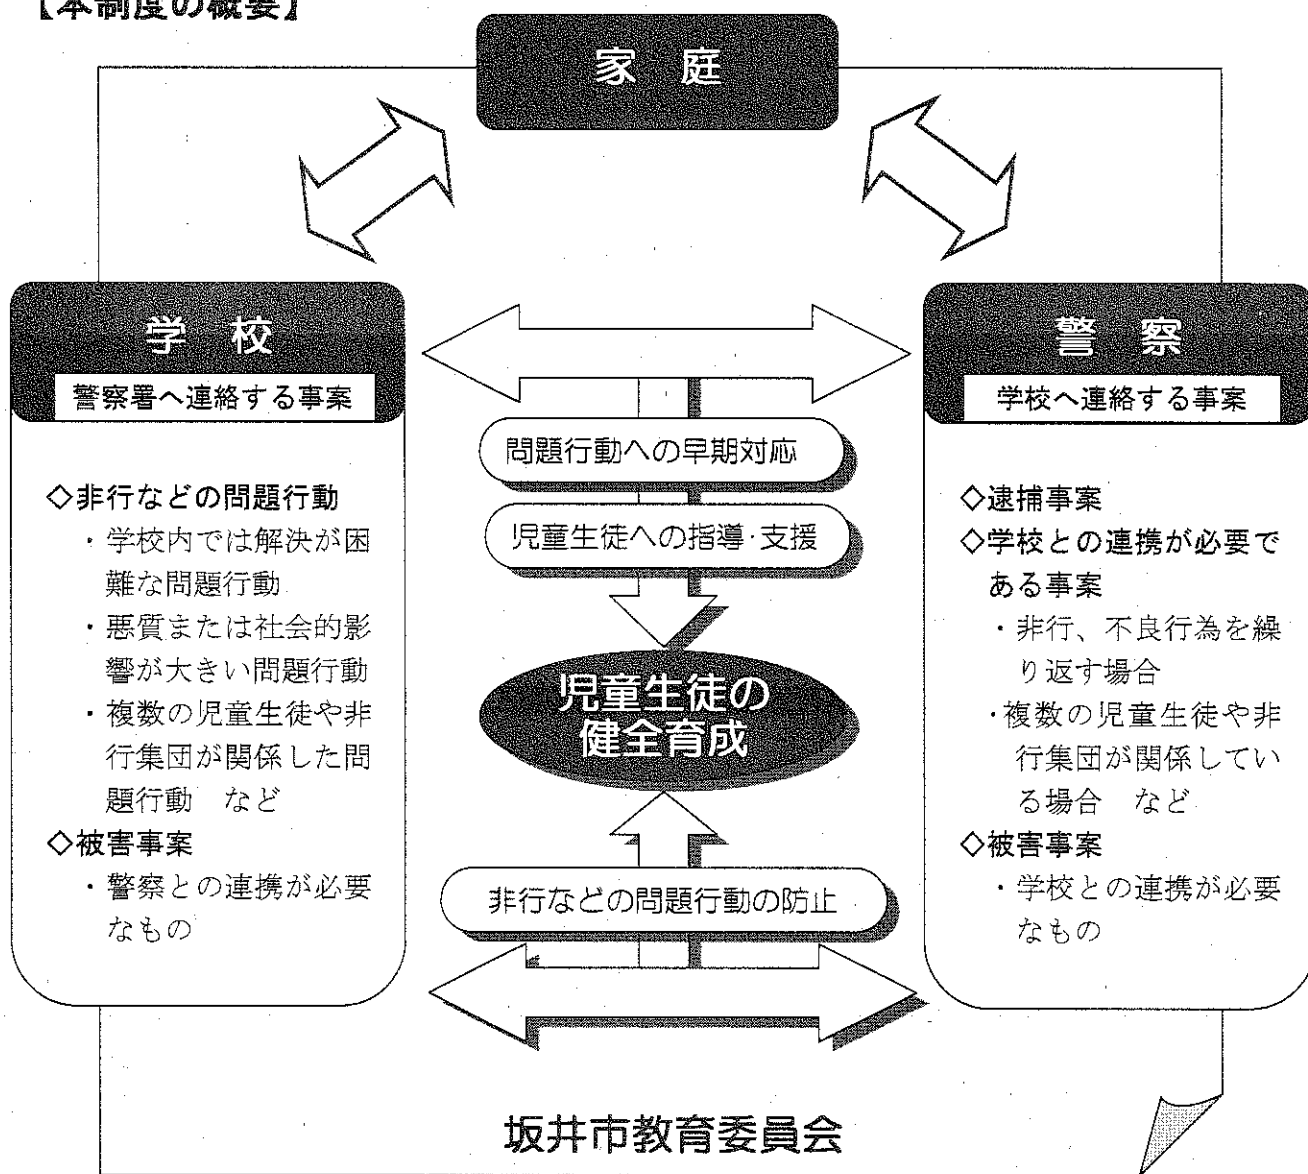 【本制度の概要】
家 庭
学 校
警察署へ連絡する事案
◇非行などの問題行動
・学校内では解決が困
難な問題行動
・悪質または社会的影
響が大きい問題行動
・複数の児童生徒や非
行集団が関係した問
題行動 など
◇被害事案
・警察との連携が必要
なもの
問題行動への早期対応
児童生徒への指導・支援
児童生徒の
健全育成
非行などの問題行動の防止
警 察
学校へ連絡する事案
◇逮捕事案
◇学校との連携が必要で
ある事案
・非行、不良行為を繰
り返す場合
・複数の児童生徒や非
行集団が関係してい
る場合 など
◇被害事案
・学校との連携が必要
なもの
坂井市教育委員会